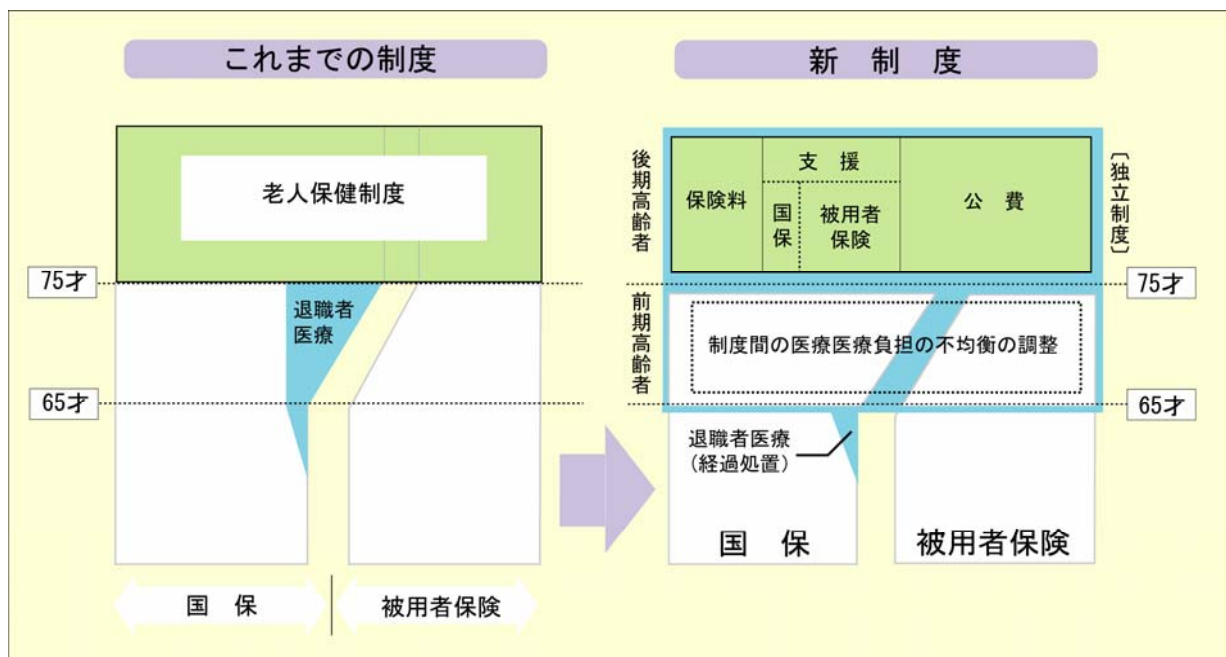 これまでの制度
老人保健制度
75才
退職者
医療
65才
国　保
被用者保険
新　制　度
後期高齢者
保険料
支　援
国保
被用者
保険
公　費
〔独立制度〕
75才
前期高齢者
制度間の医療医療負担の不均衡の調整
65才
退職者医療
（経過処置）
国　保
被用者保険